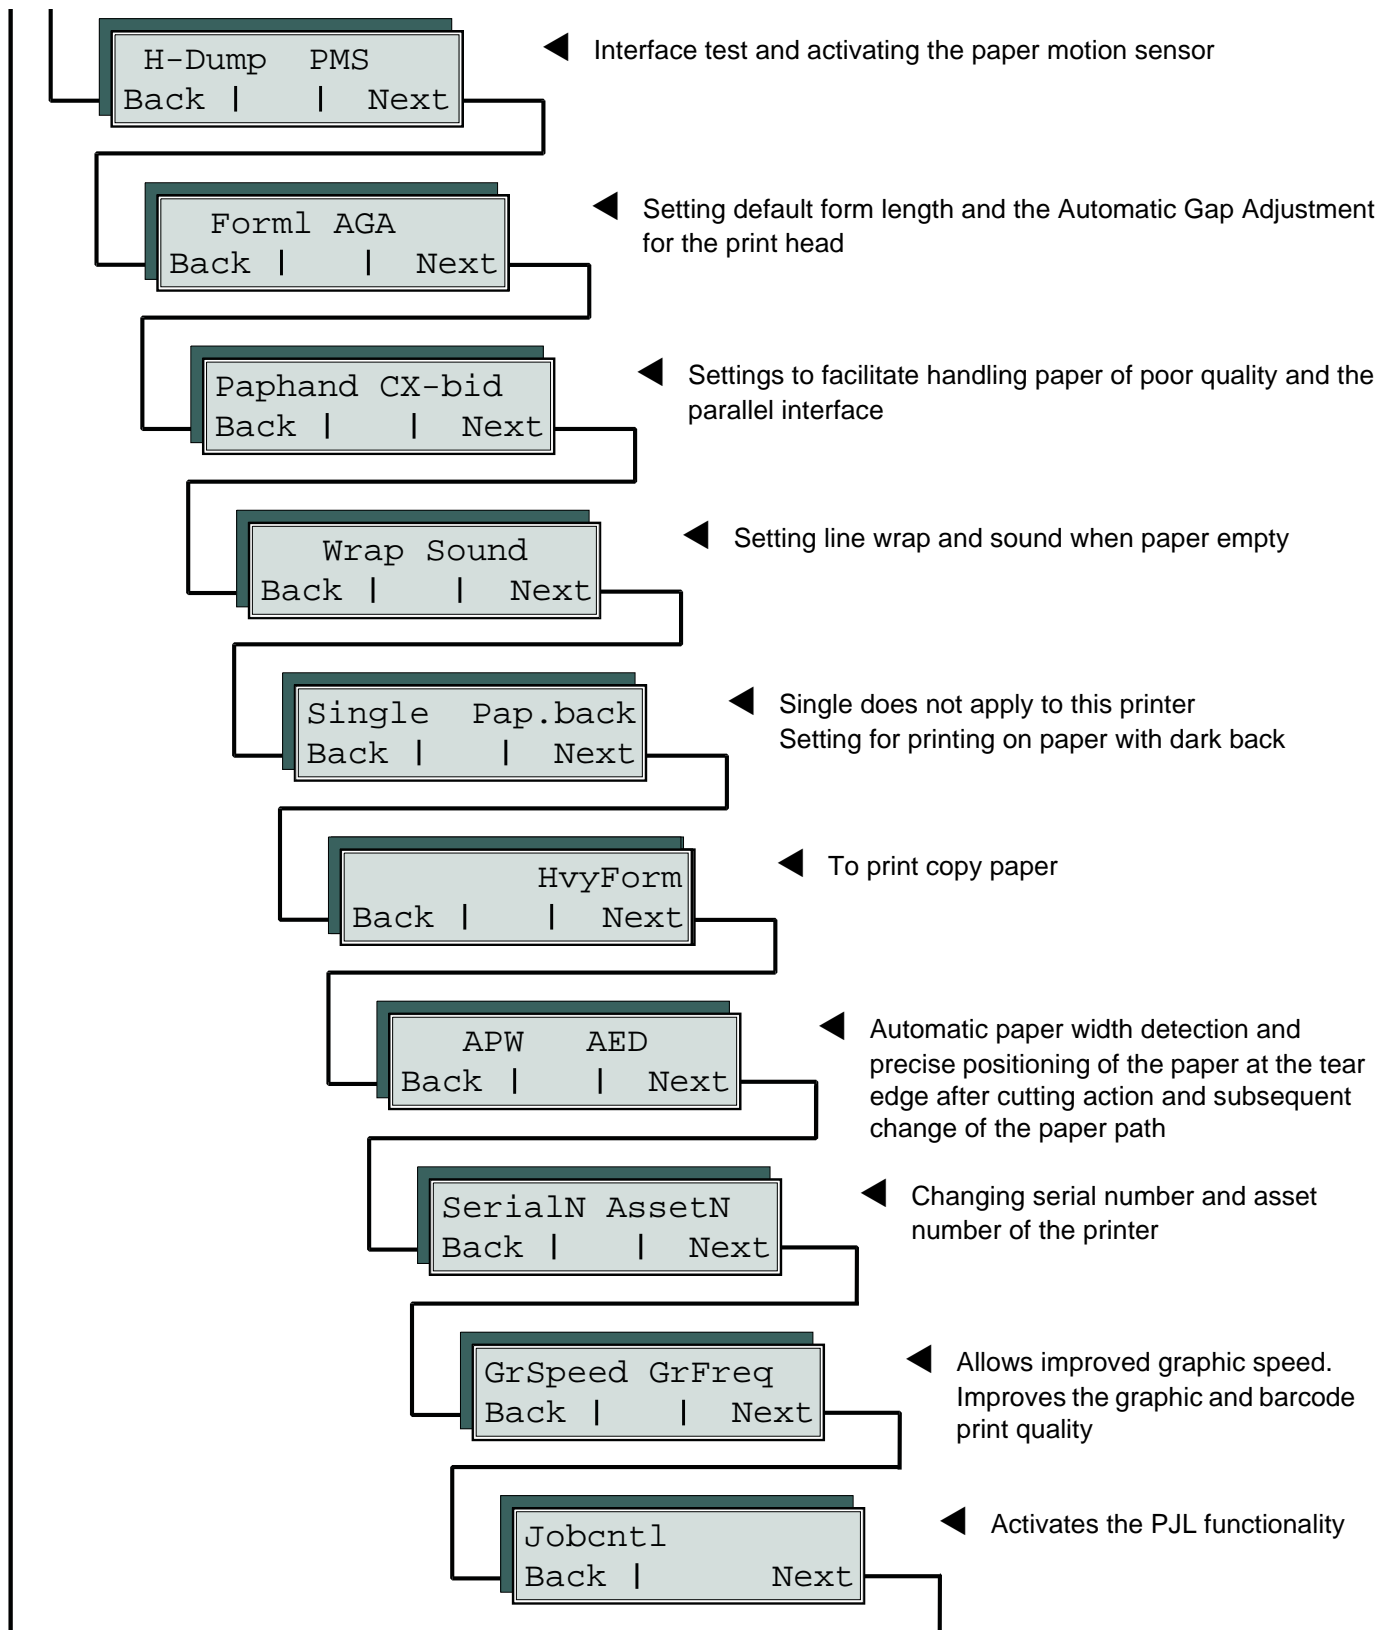 H-Dump PMS
Back | | Next
Interface test and activating the paper motion sensor
Forml AGA
Back | | Next
Setting default form length and the Automatic Gap Adjustment
for the print head
Paphand CX-bid
Back | | Next
Settings to facilitate handling paper of poor quality and the
parallel interface
Wrap Sound
Back | | Next
Setting line wrap and sound when paper empty
Single Pap.back
Back | | Next
Single does not apply to this printer
Setting for printing on paper with dark back
HvyForm
Back | | Next
To print copy paper
APW AED
Back | | Next
Automatic paper width detection and
precise positioning of the paper at the tear
edge after cutting action and subsequent
change of the paper path
SerialN AssetN
Back | | Next
Changing serial number and asset
number of the printer
GrSpeed GrFreq
Back | | Next
Allows improved graphic speed.
Improves the graphic and barcode
print quality
Jobcntl
Back | Next
Activates the PJL functionality